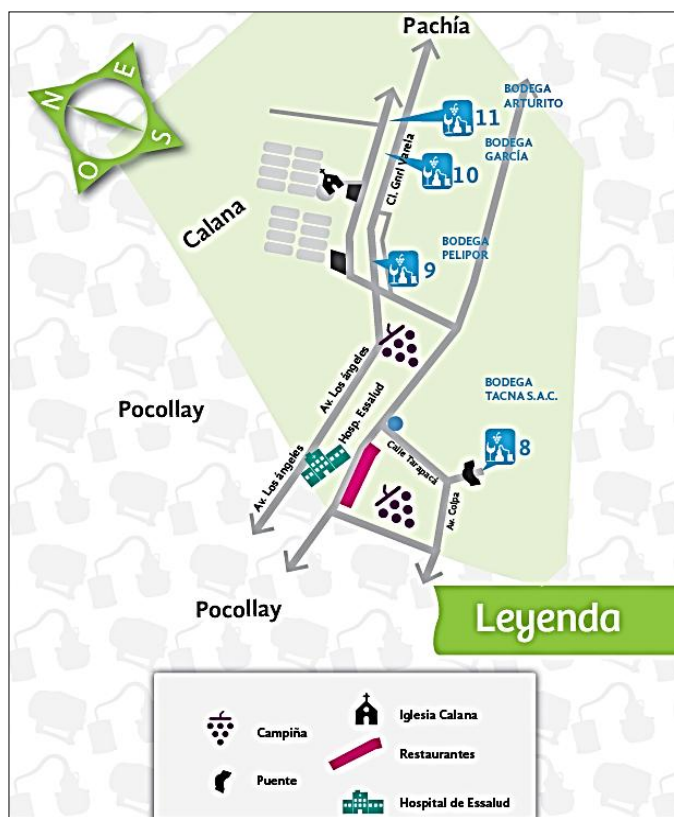 Pachía
N
E
S
O
BODEGA
ARTURITO
11
BODEGA
GARCÍA
10
Cl. Gnrl Varela
Calana
BODEGA
PELIPOR
9
Av. Los ángeles
Hosp. Essalud
Pocollay
BODEGA
TACNA S.A.C.
8
Calle Tarapacá
Av. Los ángeles
Av. Colpa
Pocollay
Leyenda
Campiña
Iglesia Calana
Restaurantes
Puente
Hospital de Essalud